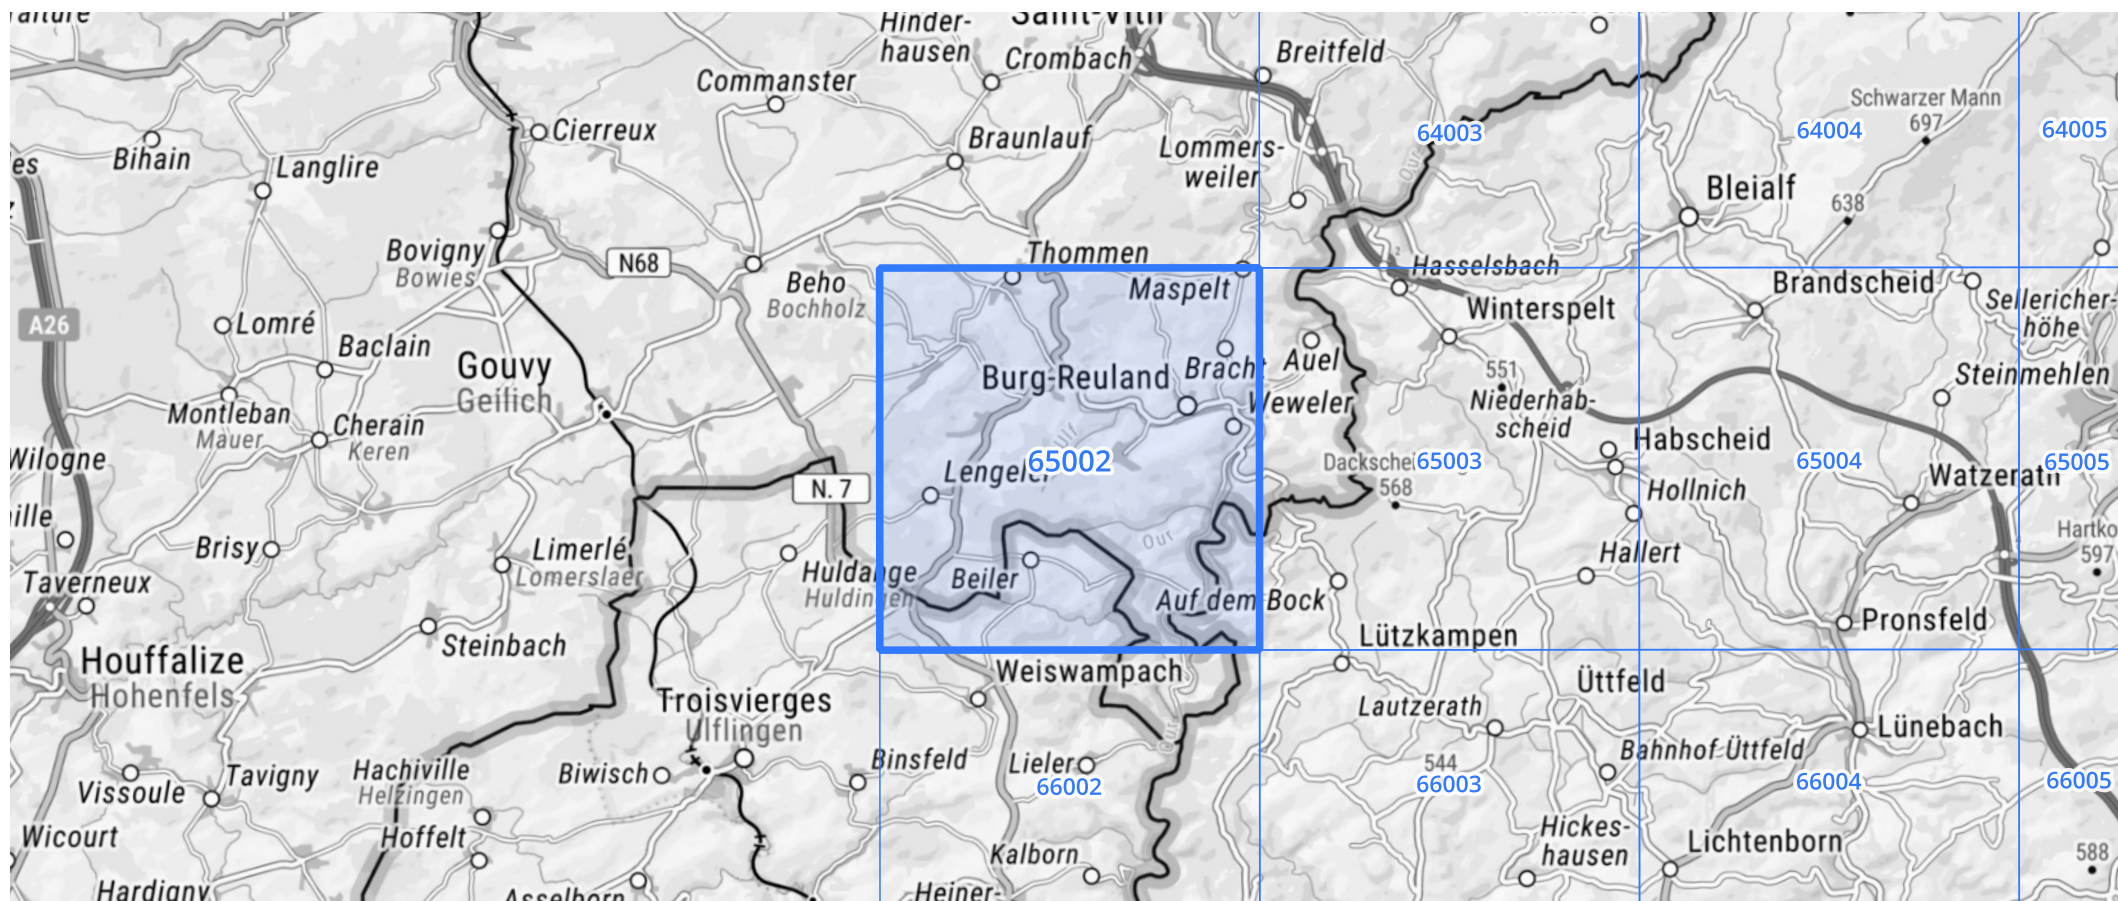 Hinder-
hausen
Saint-Vith
Crombach
Breitfeld
Commanster
Schwarzer Mann
697
Cierreux
Bihain
Langlire
Braunlauf
Lommers-
weiler
64003
64004
64005
Our
Bleialf
638
Bovigny
Bowies
N68
Thommen
Hasselsbach
Beho
Bochholz
Maspelt
Winterspelt
Brandscheid
Sellericher-
höhe
A26
Lomré
Baclain
Gouvy
Geilich
Burg-Reuland
Bracht
Auel
551
Steinmehlen
Montleban
Mauer
Cherain
Keren
Weweler
Niederhab-
scheid
Habscheid
Wilogne
Ulf
65002
Lengeler
65003
568
65004
65005
Watzerath
N. 7
Hollnich
Brisy
Limerlé
Lomerslaer
Our
Hallert
597
Taverneux
Huldange
Huldingen
Beiler
Auf dem Bock
Steinbach
Lützkampen
Pronsfeld
Houffalize
Hohenfels
Weiswampach
Üttfeld
Troisvierges
Ulflingen
Lautzerath
Lünebach
Our
Hachiville
Helzingen
Biwisch
Binsfeld
Lieler
544
Bahnhof Üttfeld
Vissoule
Tavigny
66002
66003
66004
66005
Wicourt
Hoffelt
Kalborn
Hickes-
hausen
Lichtenborn
588
Hardigny
Asselborn
Heiner-